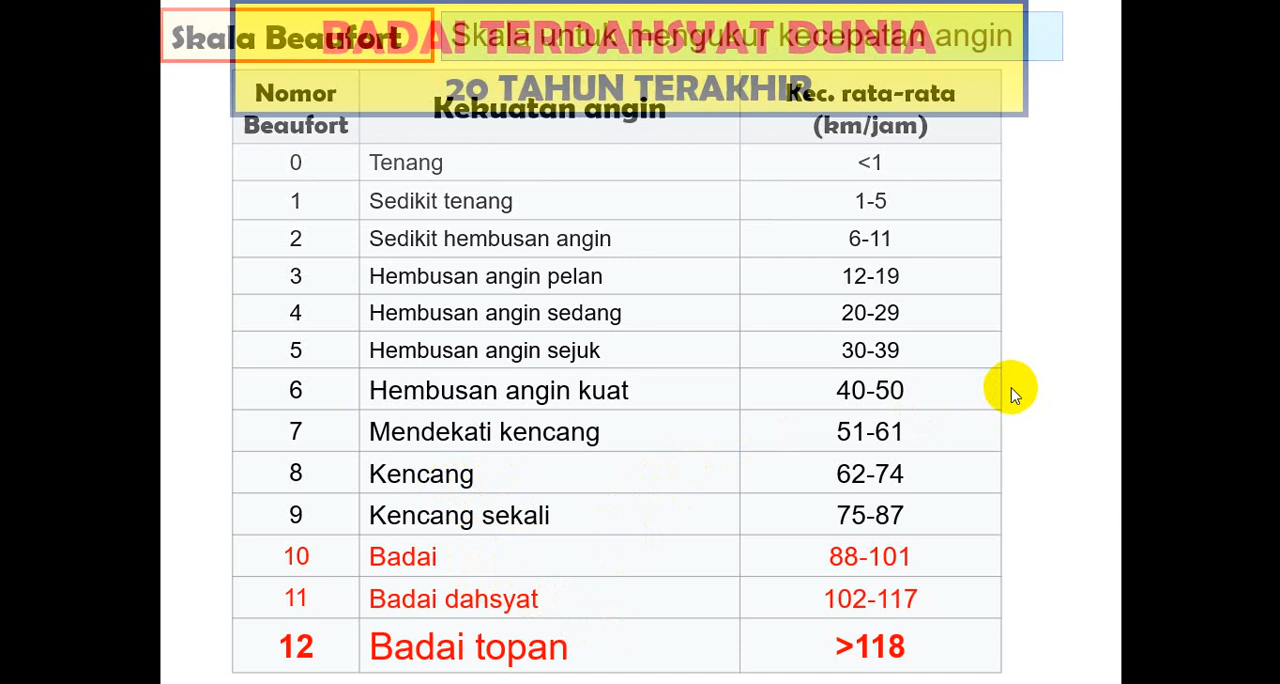 Skala Beaufort
Skala untuk mengukur kecepatan angin
BADAI TERDAHSYAT DUNIA
20 TAHUN TERAKHIR
Nomor Beaufort Kekuatan angin Kec. rata-rata (km/jam)
0 Tenang <1
1 Sedikit tenang 1-5
2 Sedikit hembusan angin 6-11
3 Hembusan angin pelan 12-19
4 Hembusan angin sedang 20-29
5 Hembusan angin sejuk 30-39
6 Hembusan angin kuat 40-50
7 Mendekati kencang 51-61
8 Kencang 62-74
9 Kencang sekali 75-87
10 Badai 88-101
11 Badai dahsyat 102-117
12 Badai topan >118